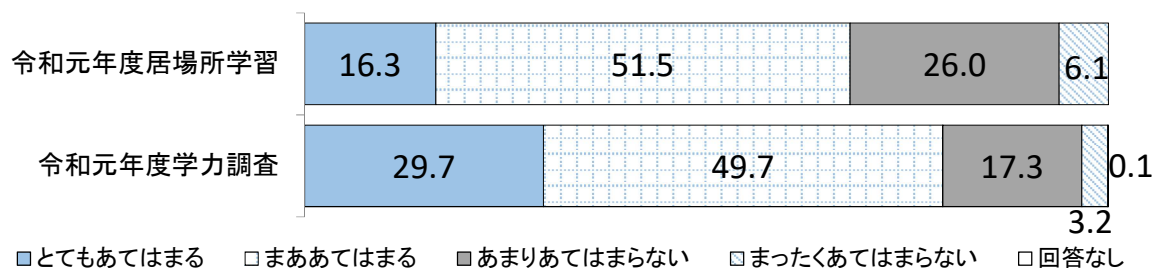 令和元年度居場所学習 16.3 51.5 26.0 6.1
令和元年度学力調査 29.7 49.7 17.3 0.1
3.2
とてもあてはまる まああてはまる あまりあてはまらない まったくあてはまらない 回答なし